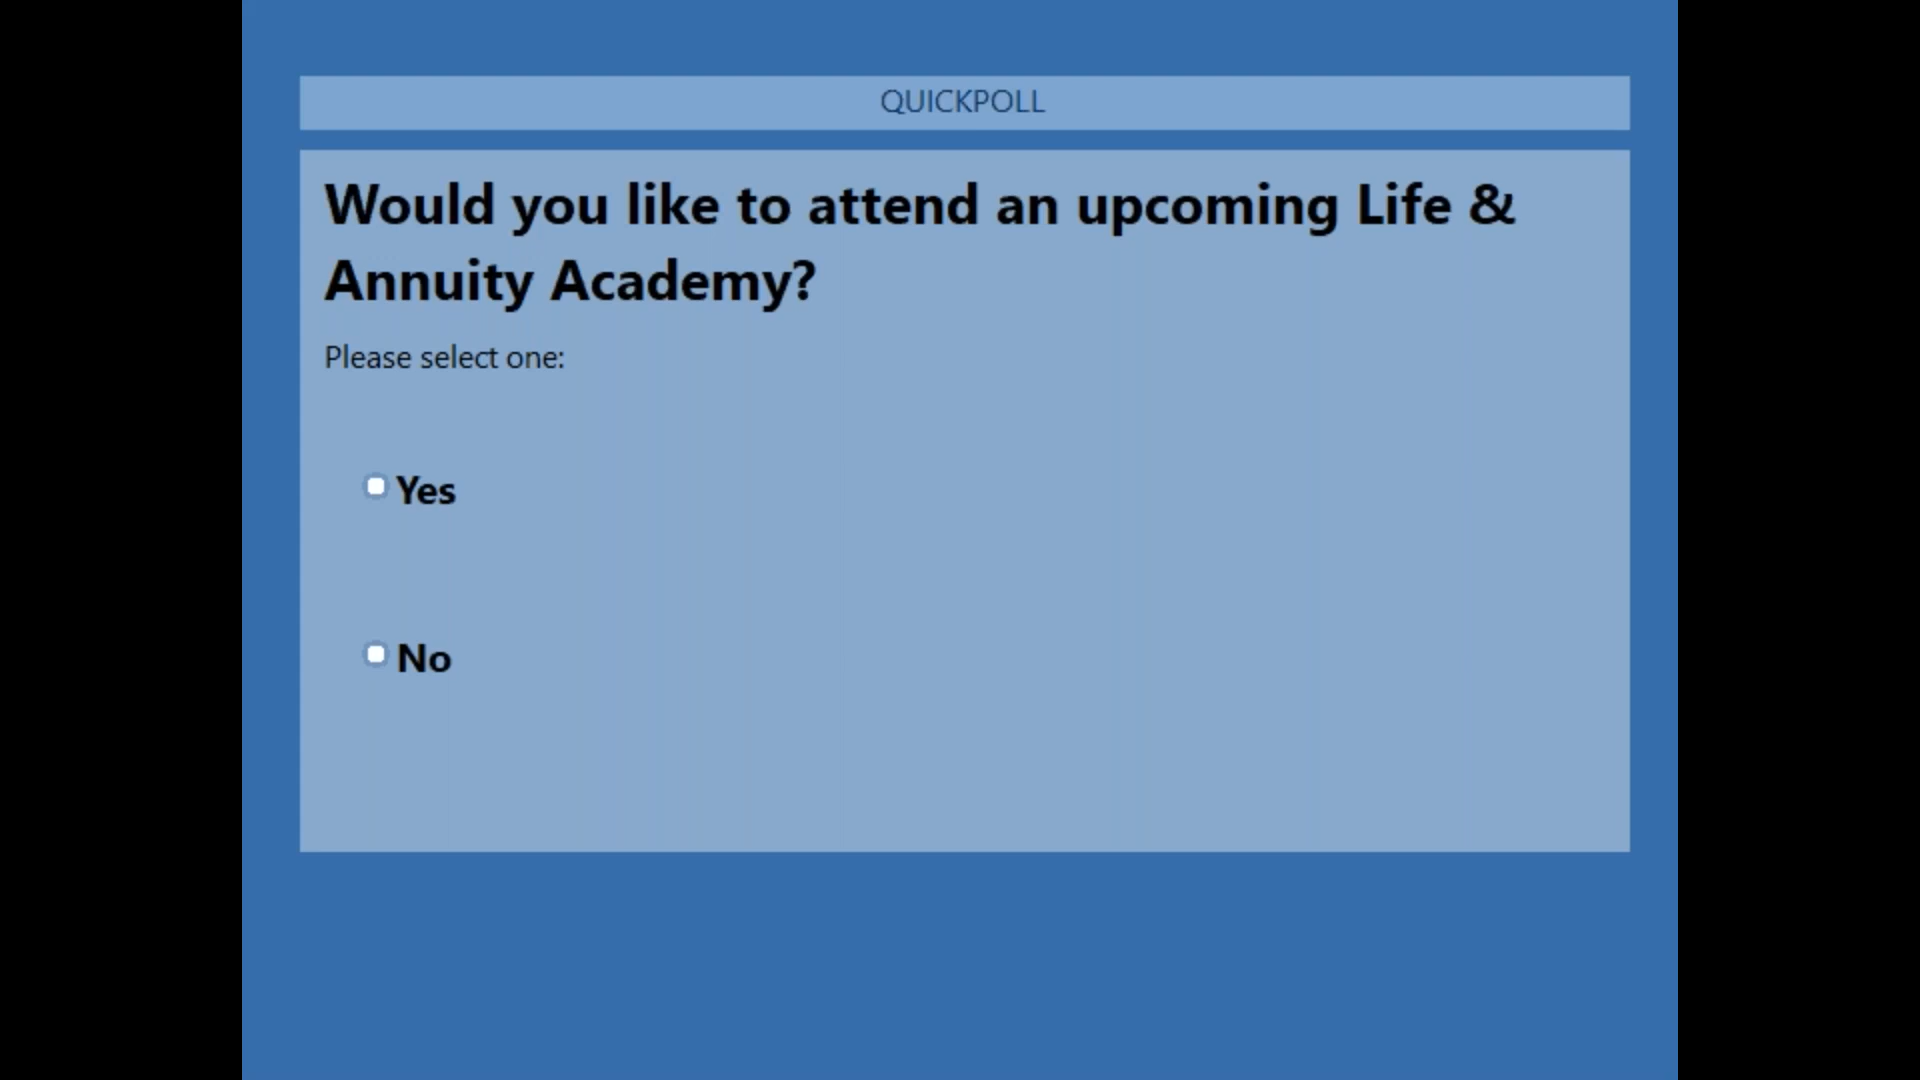 QUICKPOLL
Would you like to attend an upcoming Life &
Annuity Academy?
Please select one:
Yes
No